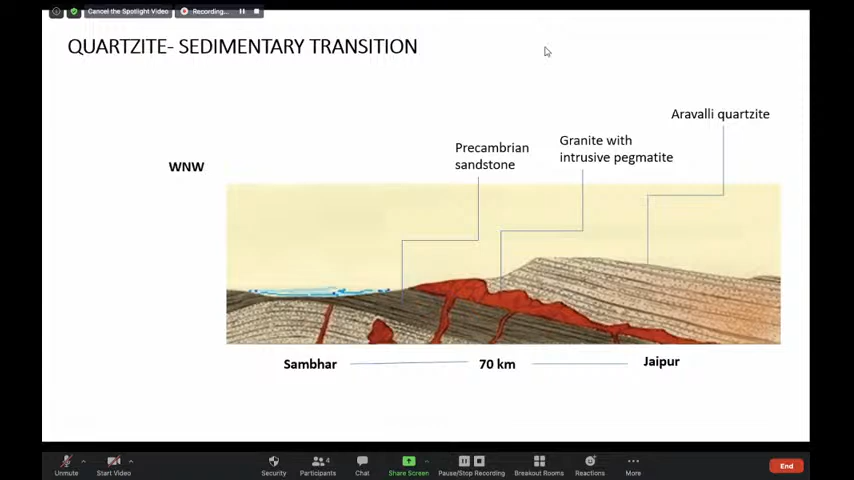 Cancel the Spotlight Video
Recording...
QUARTZITE- SEDIMENTARY TRANSITION
Aravalli quartzite
Granite with
intrusive pegmatite
Precambrian
sandstone
WNW
Sambhar
70 km
Jaipur
Unmute
Start Video
Security
Participants
4
Chat
Share Screen
Pause/Stop Recording
Breakout Rooms
Reactions
More
End